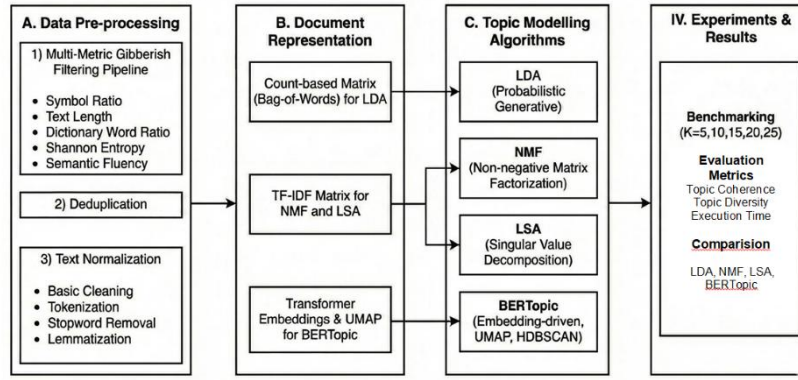 A. Data Pre-processing
1) Multi-Metric Gibberish
Filtering Pipeline
• Symbol Ratio
• Text Length
• Dictionary Word Ratio
• Shannon Entropy
• Semantic Fluency
2) Deduplication
3) Text Normalization
• Basic Cleaning
• Tokenization
• Stopword Removal
• Lemmatization
B. Document
Representation
Count-based Matrix
(Bag-of-Words) for LDA
TF-IDF Matrix for
NMF and LSA
Transformer
Embeddings & UMAP
for BERTopic
C. Topic Modelling
Algorithms
LDA
(Probabilistic
Generative)
NMF
(Non-negative Matrix
Factorization)
LSA
(Singular Value
Decomposition)
BERTopic
(Embedding-driven,
UMAP, HDBSCAN)
IV. Experiments &
Results
Benchmarking
(K=5,10,15,20,25)
Evaluation
Metrics
Topic Coherence
Topic Diversity
Execution Time
Comparision
LDA, NMF, LSA,
BERTopic